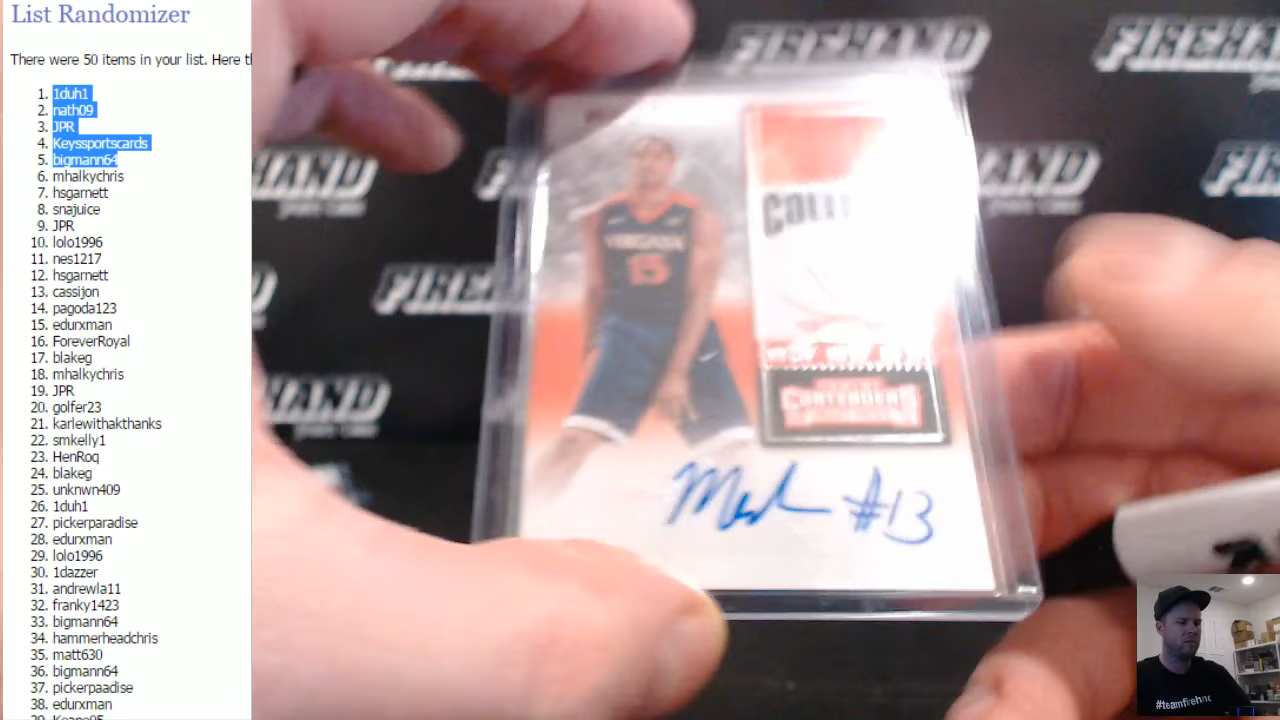 List Randomizer
There were 50 items in your list. Here
1. 1duh1
2. nath09
3. JPR
4. Keyssportscards
5. bigmann64
6. mhalkychris
7. hsgarnett
8. snajuice
9. JPR
10. lolo1996
11. nes1217
12. hsgarnett
13. cassijon
14. pagoda123
15. edurxman
16. ForeverRoyal
17. blakeg
18. mhalkychris
19. JPR
20. golfer23
21. karlewithakthanks
22. smkelly1
23. HenRoq
24. blakeg
25. unknwn409
26. 1duh1
27. pickerparadise
28. edurxman
29. lolo1996
30. 1dazzer
31. andrewla11
32. franky1423
33. bigmann64
34. hammerheadchris
35. matt630
36. bigmann64
37. pickerpaadise
38. edurxman
FIREHAND
FIREHAND
VIRGINIA
15
CONTENDERS
#13
#teamfirehand